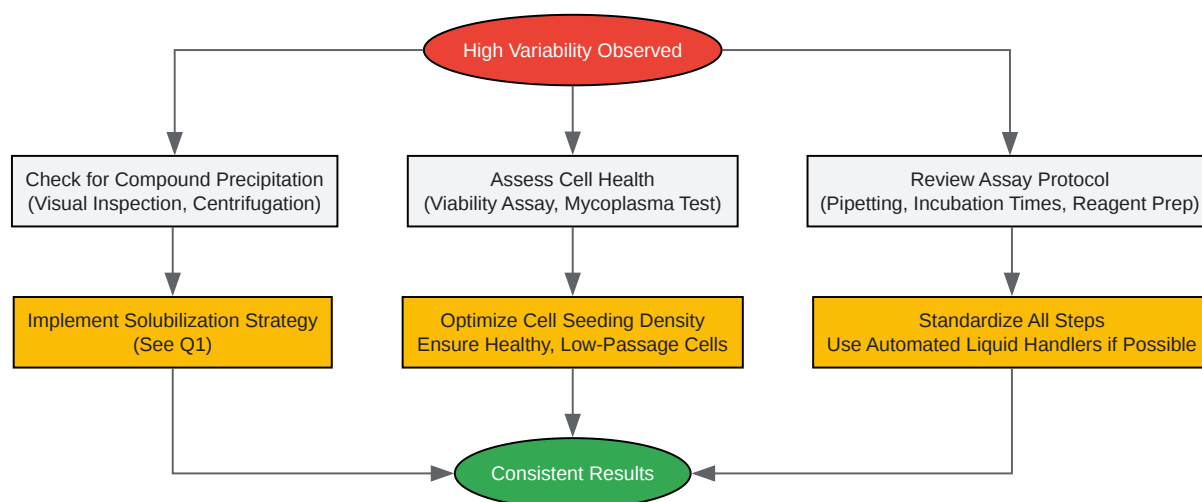 High Variability Observed
Check for Compound Precipitation
(Visual Inspection, Centrifugation)
Assess Cell Health
(Viability Assay, Mycoplasma Test)
Review Assay Protocol
(Pipetting, Incubation Times, Reagent Prep)
Implement Solubilization Strategy
(See Q1)
Optimize Cell Seeding Density
Ensure Healthy, Low-Passage Cells
Standardize All Steps
Use Automated Liquid Handlers if Possible
Consistent Results